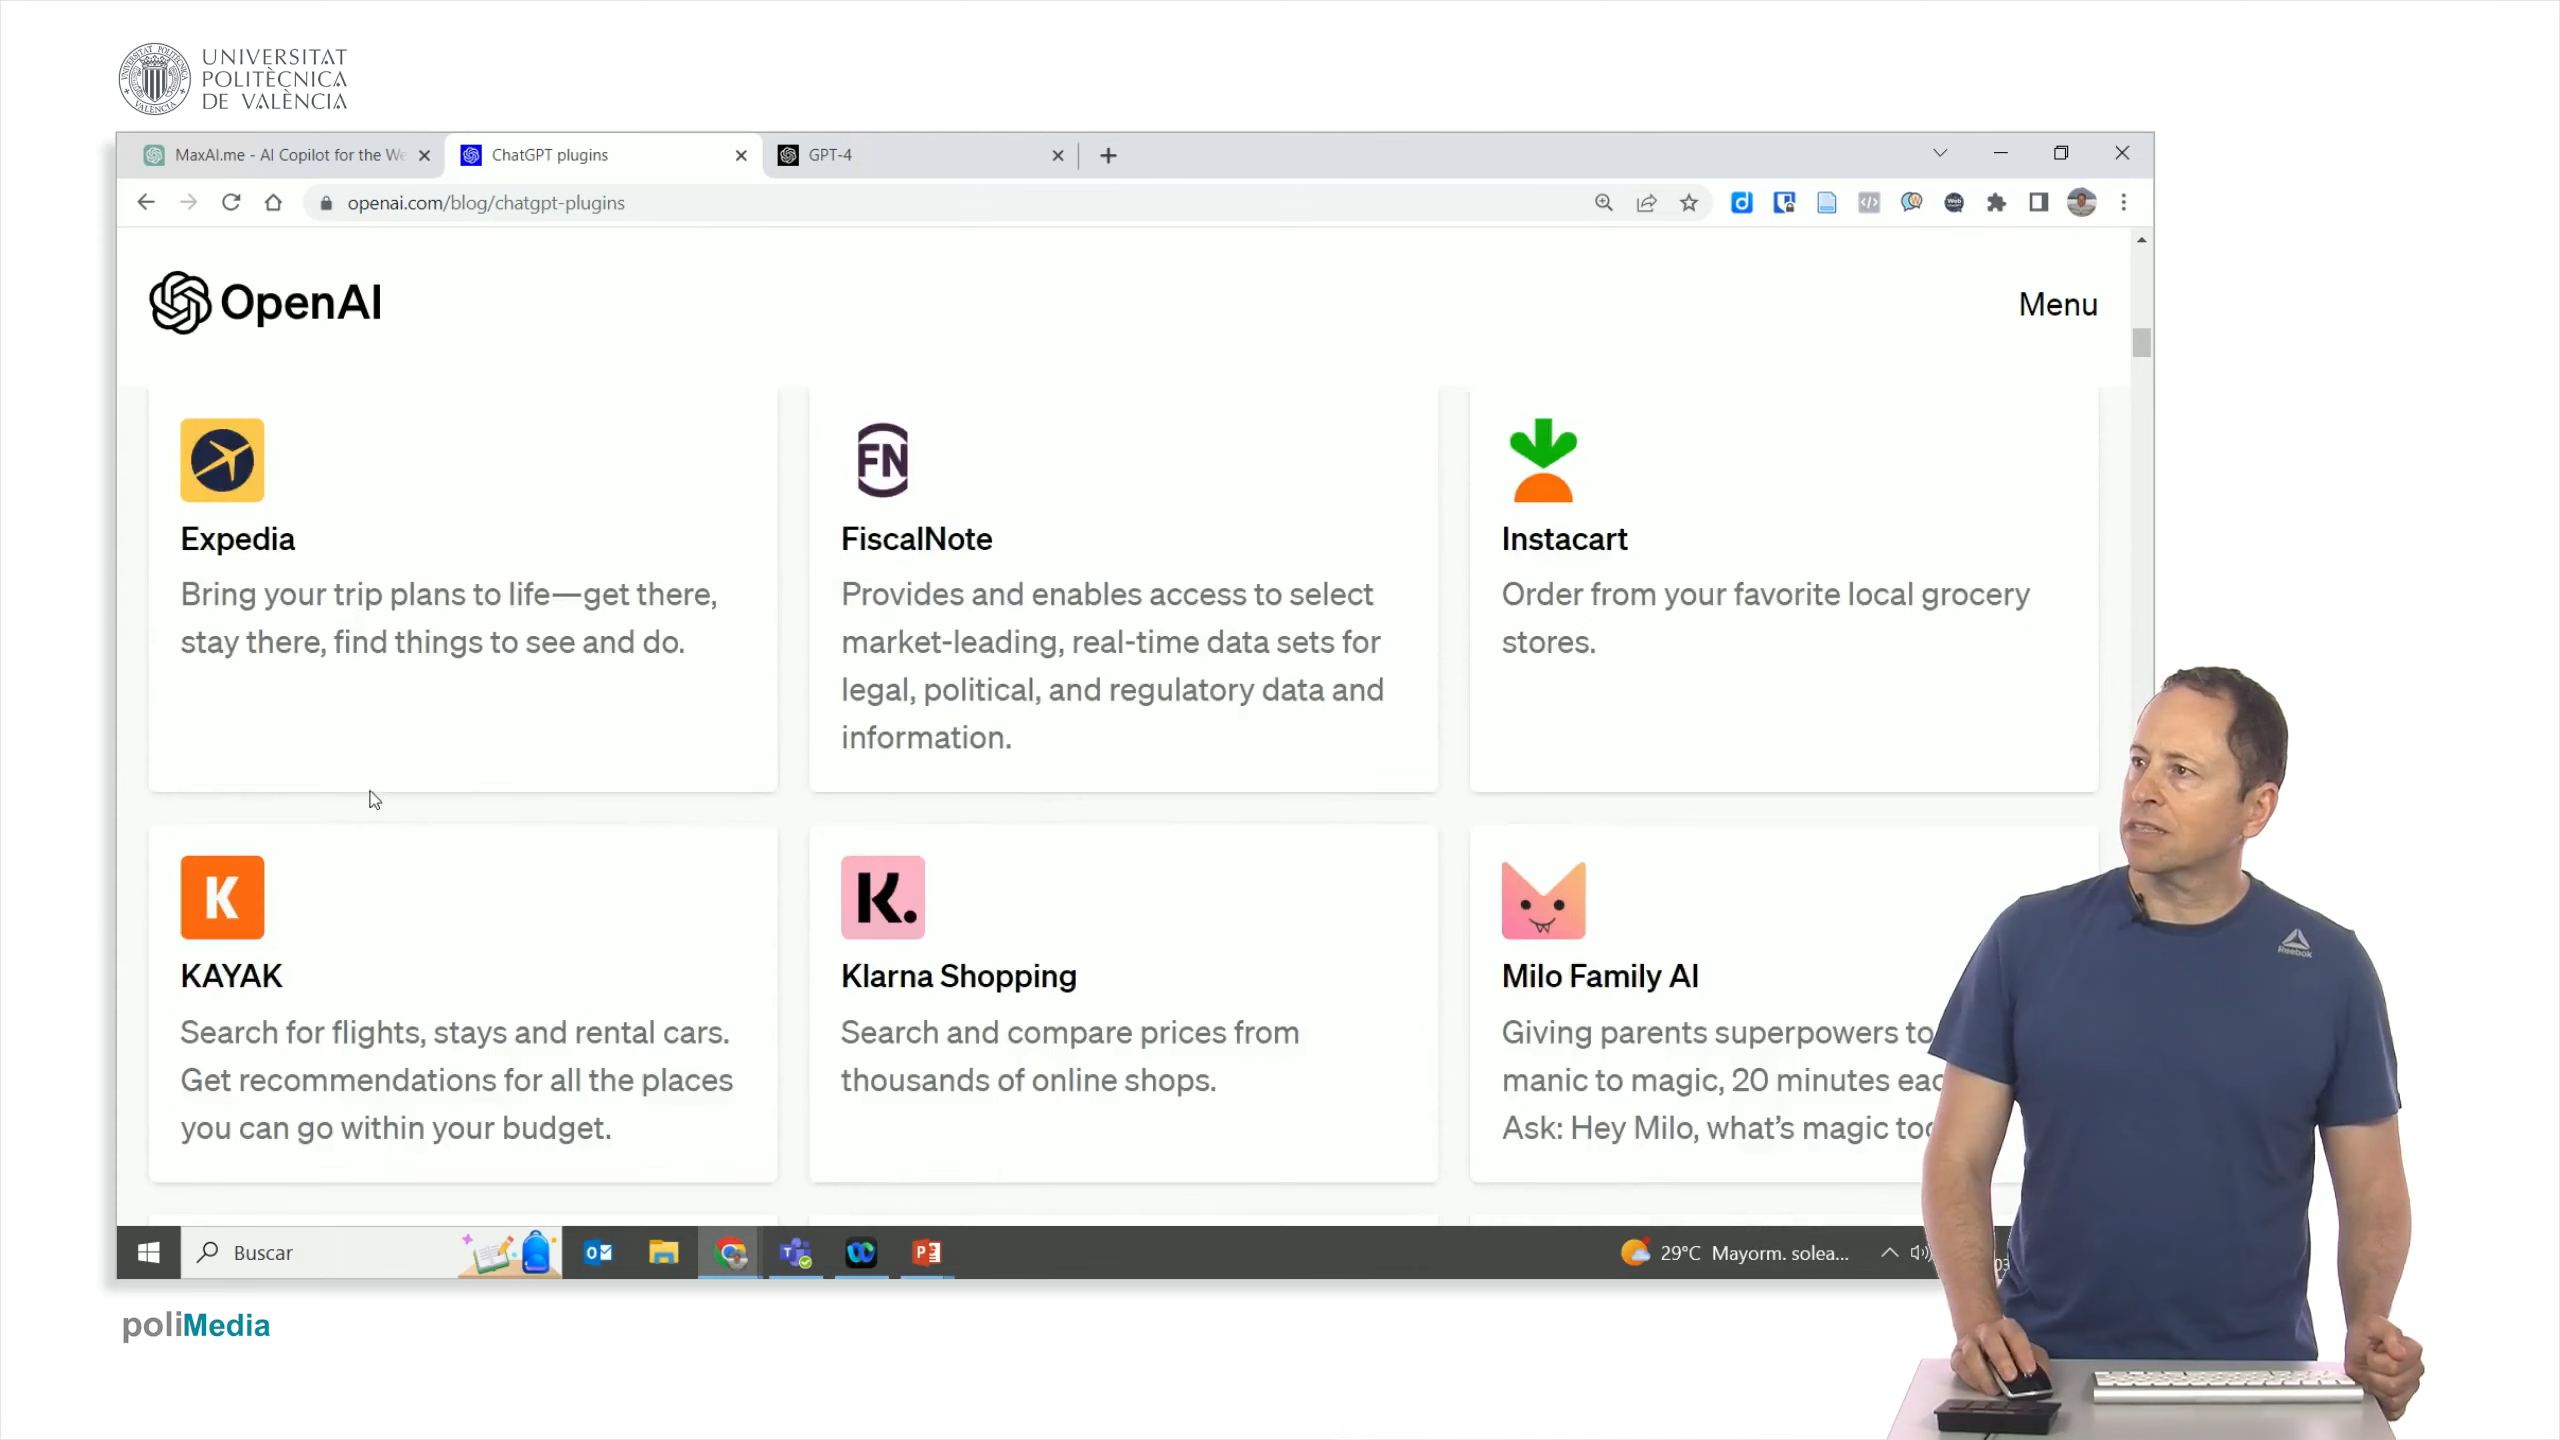 UNIVERSITAT
POLITÈCNICA
DE VALÈNCIA
MaxAI.me - AI Copilot for the We
ChatGPT plugins
GPT-4
openai.com/blog/chatgpt-plugins
OpenAI
Menu
FN
Expedia
Bring your trip plans to life—get there,
stay there, find things to see and do.
FiscalNote
Provides and enables access to select
market-leading, real-time data sets for
legal, political, and regulatory data and
information.
Instacart
Order from your favorite local grocery
stores.
K
KAYAK
Search for flights, stays and rental cars.
Get recommendations for all the places
you can go within your budget.
K.
Klarna Shopping
Search and compare prices from
thousands of online shops.
Milo Family AI
Giving parents superpowers to
manic to magic, 20 minutes eac
Ask: Hey Milo, what's magic too
Reebok
Buscar
29°C Mayorm. solea...
poliMedia